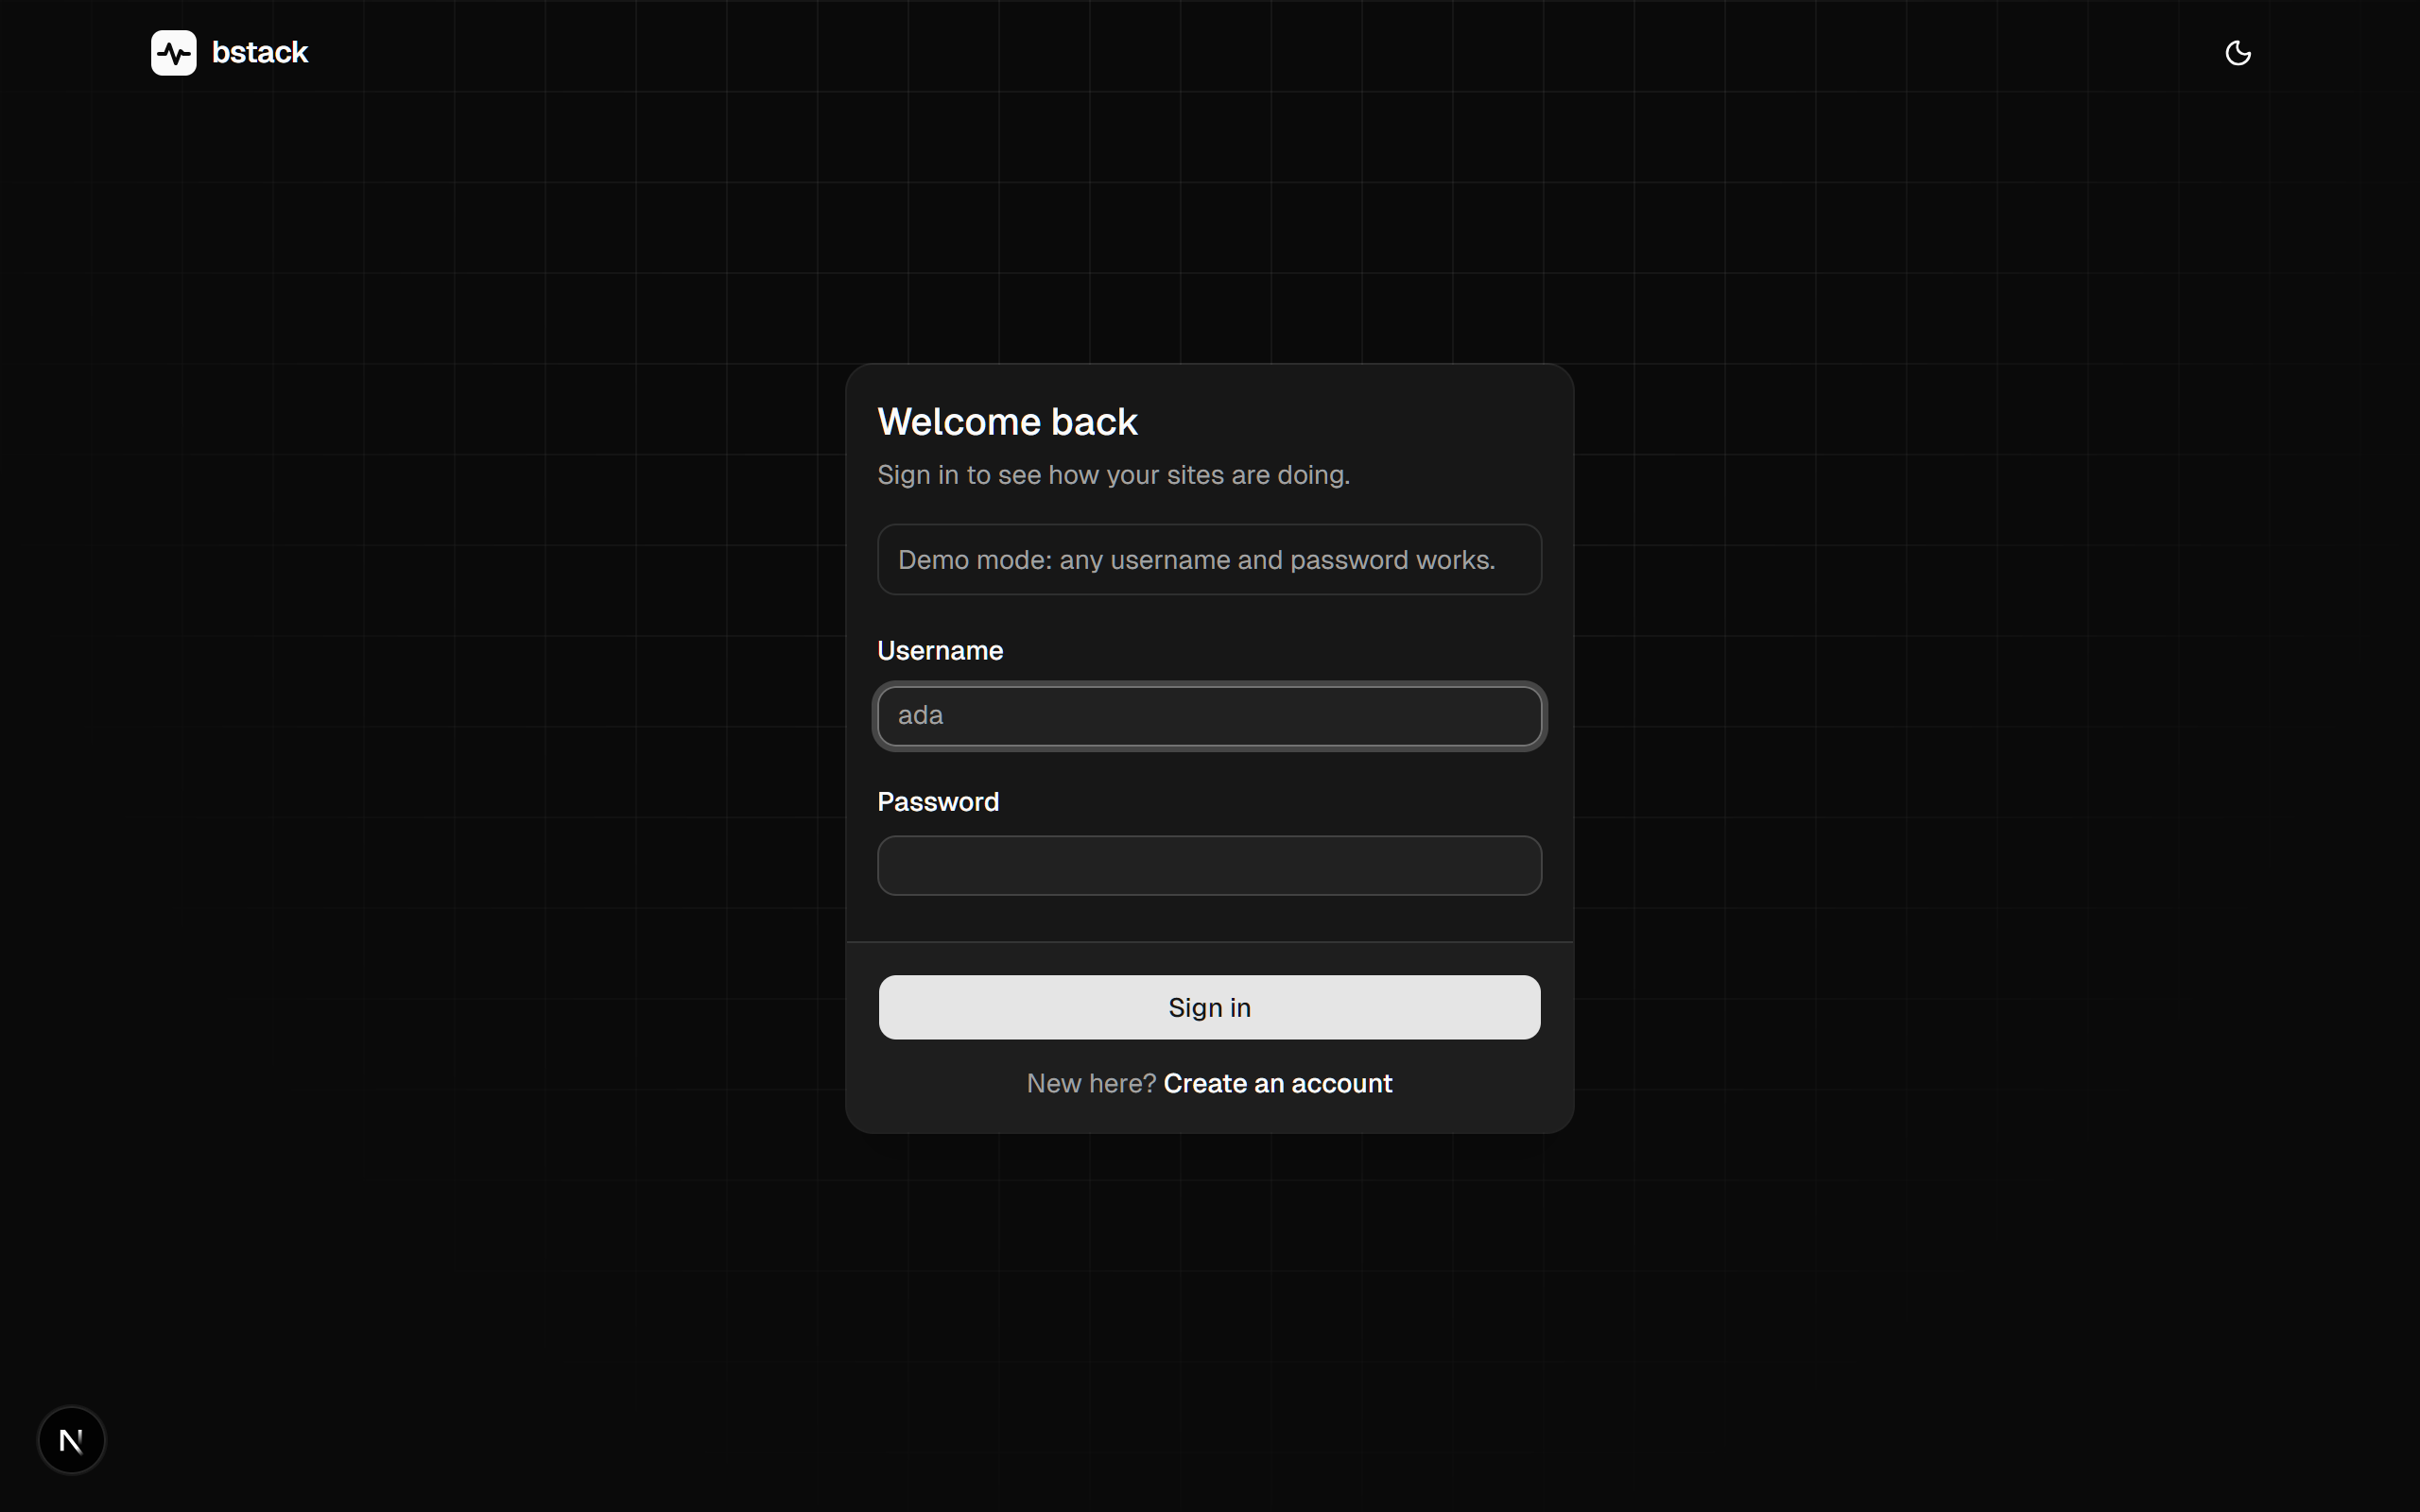 bstack
Welcome back
Sign in to see how your sites are doing.
Demo mode: any username and password works.
Username
ada
Password
Sign in
New here? Create an account
N